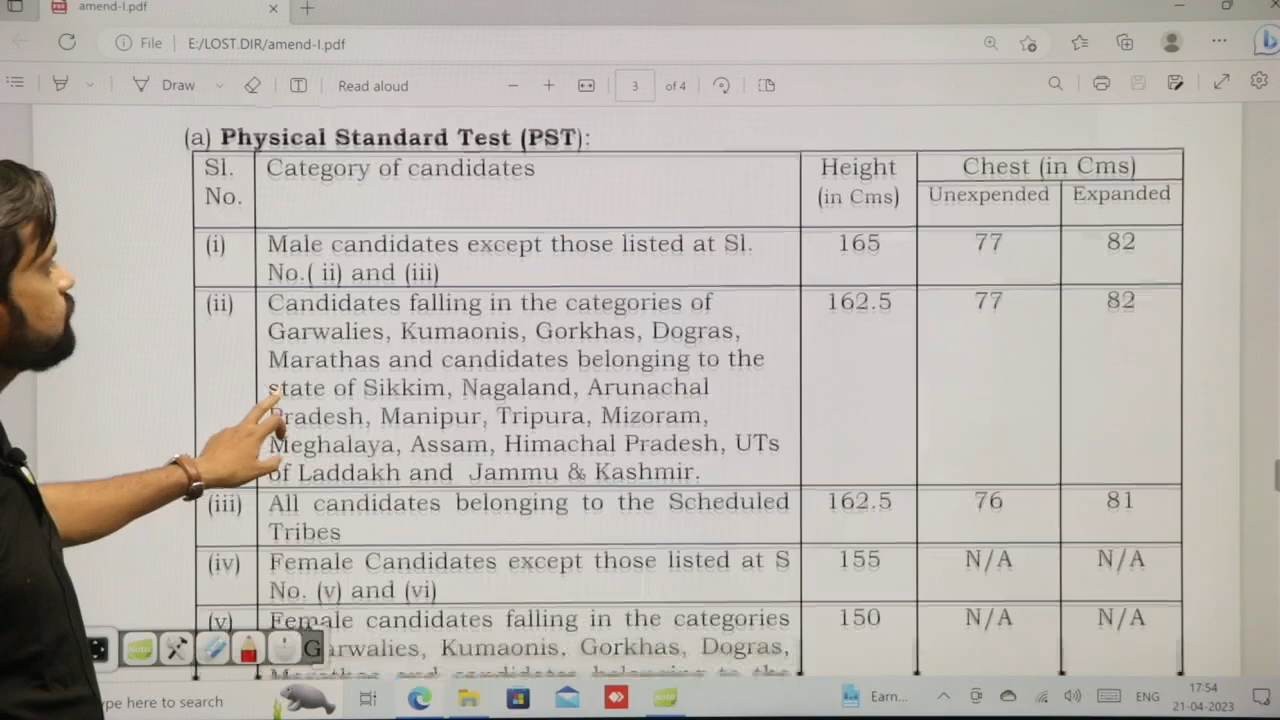 amend-I.pdf
File E:/LOST.DIR/amend-I.pdf
Draw Read aloud 3 of 4
(a) Physical Standard Test (PST):
Sl. No. Category of candidates Height (in Cms) Chest (in Cms)
Unexpended Expanded
(i) Male candidates except those listed at Sl. 165 77 82
No.( ii) and (iii)
(ii) Candidates falling in the categories of 162.5 77 82
Garwalies, Kumaonis, Gorkhas, Dogras,
Marathas and candidates belonging to the
state of Sikkim, Nagaland, Arunachal
Pradesh, Manipur, Tripura, Mizoram,
Meghalaya, Assam, Himachal Pradesh, UTs
of Laddakh and Jammu & Kashmir.
(iii) All candidates belonging to the Scheduled 162.5 76 81
Tribes
(iv) Female Candidates except those listed at S 155 N/A N/A
No. (v) and (vi)
(v) Female candidates falling in the categories 150 N/A N/A
Garwalies, Kumaonis, Gorkhas, Dogras,
ype here to search Earn... ENG 17:54
21-04-2023